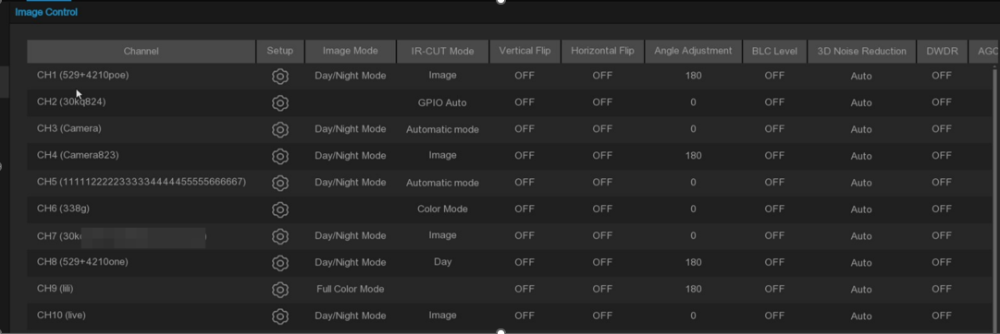 Image Control
Channel Setup Image Mode IR-CUT Mode Vertical Flip Horizontal Flip Angle Adjustment BLC Level 3D Noise Reduction DWDR AGC
CH1 (529+4210poe) Day/Night Mode Image OFF OFF 180 OFF Auto OFF
CH2 (30kq824) GPIO Auto OFF OFF 0 OFF Auto OFF
CH3 (Camera) Day/Night Mode Automatic mode OFF OFF 0 OFF Auto OFF
CH4 (Camera823) Day/Night Mode Image OFF OFF 180 OFF Auto OFF
CH5 (1111122222333334444455555666667) Day/Night Mode Automatic mode OFF OFF 0 OFF Auto OFF
CH6 (338g) Color Mode OFF OFF 0 OFF Auto OFF
CH7 Day/Night Mode Image OFF OFF 0 OFF Auto OFF
CH8 (529+4210one) Day/Night Mode Day OFF OFF 180 OFF Auto OFF
CH9 (lili) Full Color Mode OFF OFF 180 OFF Auto OFF
CH10 (live) Day/Night Mode Image OFF OFF 0 OFF Auto OFF